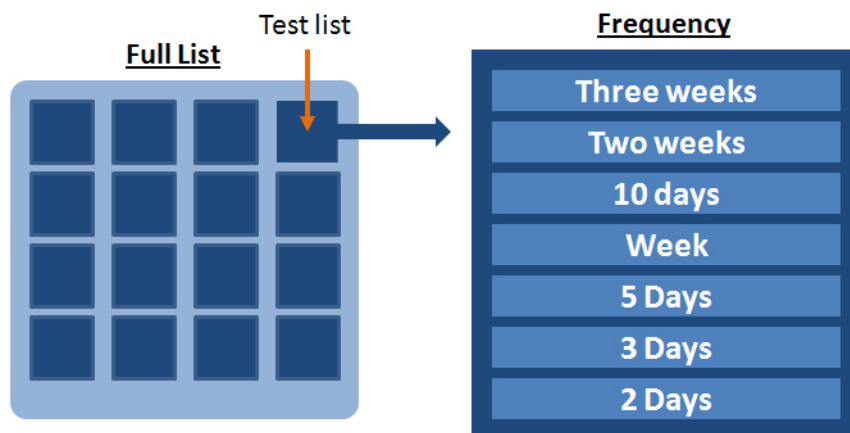 Test list
Full List
Frequency
Three weeks
Two weeks
10 days
Week
5 Days
3 Days
2 Days